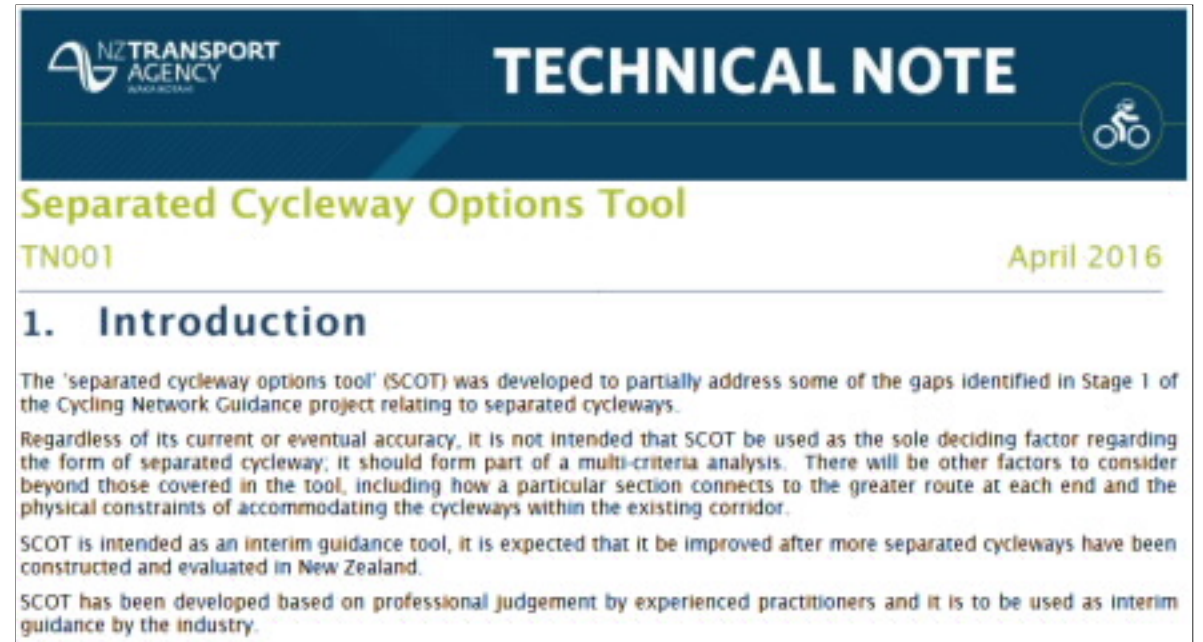 NZTRANSPORT
AGENCY
WAKA KOTAHI
TECHNICAL NOTE
Separated Cycleway Options Tool
TN001
April 2016
1. Introduction
The 'separated cycleway options tool' (SCOT) was developed to partially address some of the gaps identified in Stage 1 of
the Cycling Network Guidance project relating to separated cycleways.
Regardless of its current or eventual accuracy, it is not intended that SCOT be used as the sole deciding factor regarding
the form of separated cycleway; it should form part of a multi-criteria analysis. There will be other factors to consider
beyond those covered in the tool, including how a particular section connects to the greater route at each end and the
physical constraints of accommodating the cycleways within the existing corridor.
SCOT is intended as an interim guidance tool, it is expected that it be improved after more separated cycleways have been
constructed and evaluated in New Zealand.
SCOT has been developed based on professional judgement by experienced practitioners and it is to be used as interim
guidance by the industry.